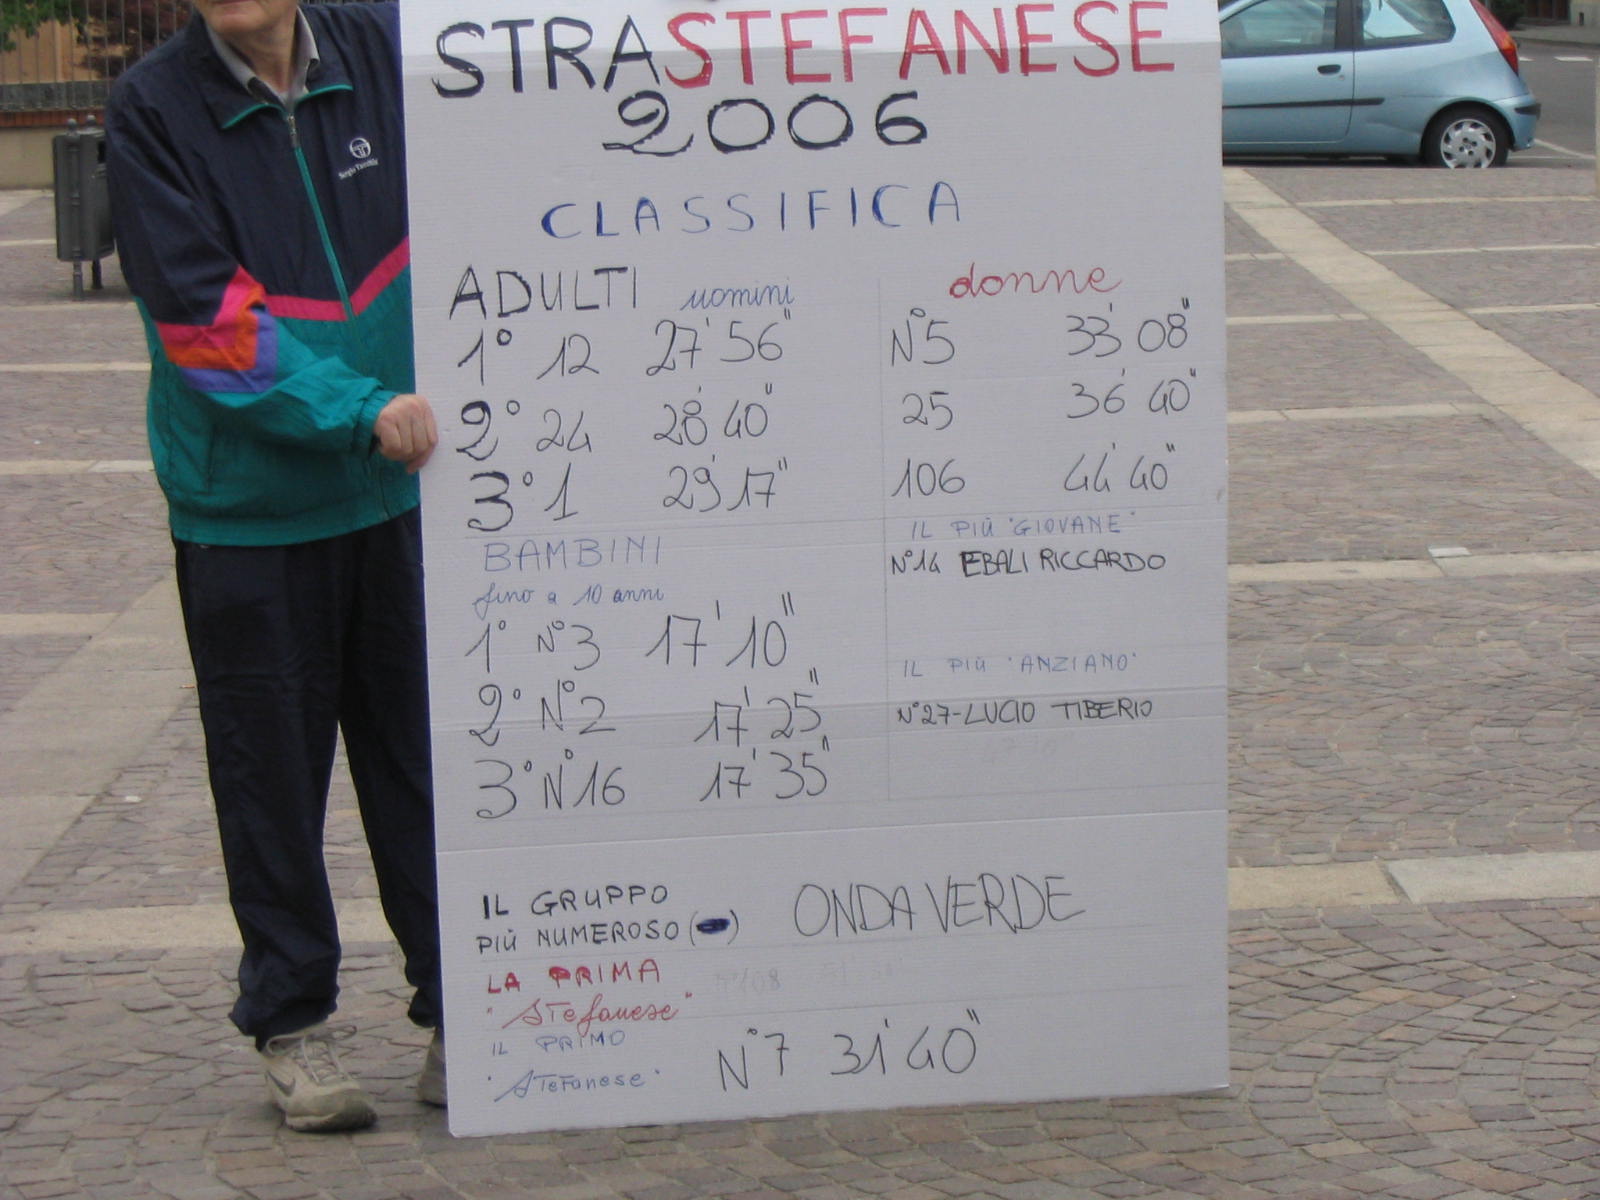 STRASTEFANESE
2006
CLASSIFICA
Sergio Tacchini
ADULTI uomini
1° 12 27' 56"
2° 24 28' 40"
3° 1 29' 17"
donne
N°5 33' 08"
25 36' 40"
106 44' 40"
IL PIÙ "GIOVANE"
N°14 EBALI RICCARDO
IL PIÙ "ANZIANO"
N°27-LUCIO TIBERIO
BAMBINI
fino a 10 anni
1° N°3 17' 10"
2° N°2 17' 25"
3° N°16 17' 35"
IL GRUPPO
PIÙ NUMEROSO ( ) ONDA VERDE
LA PRIMA
"Stefanese"
IL PRIMO
"Stefanese" N°7 31' 40"